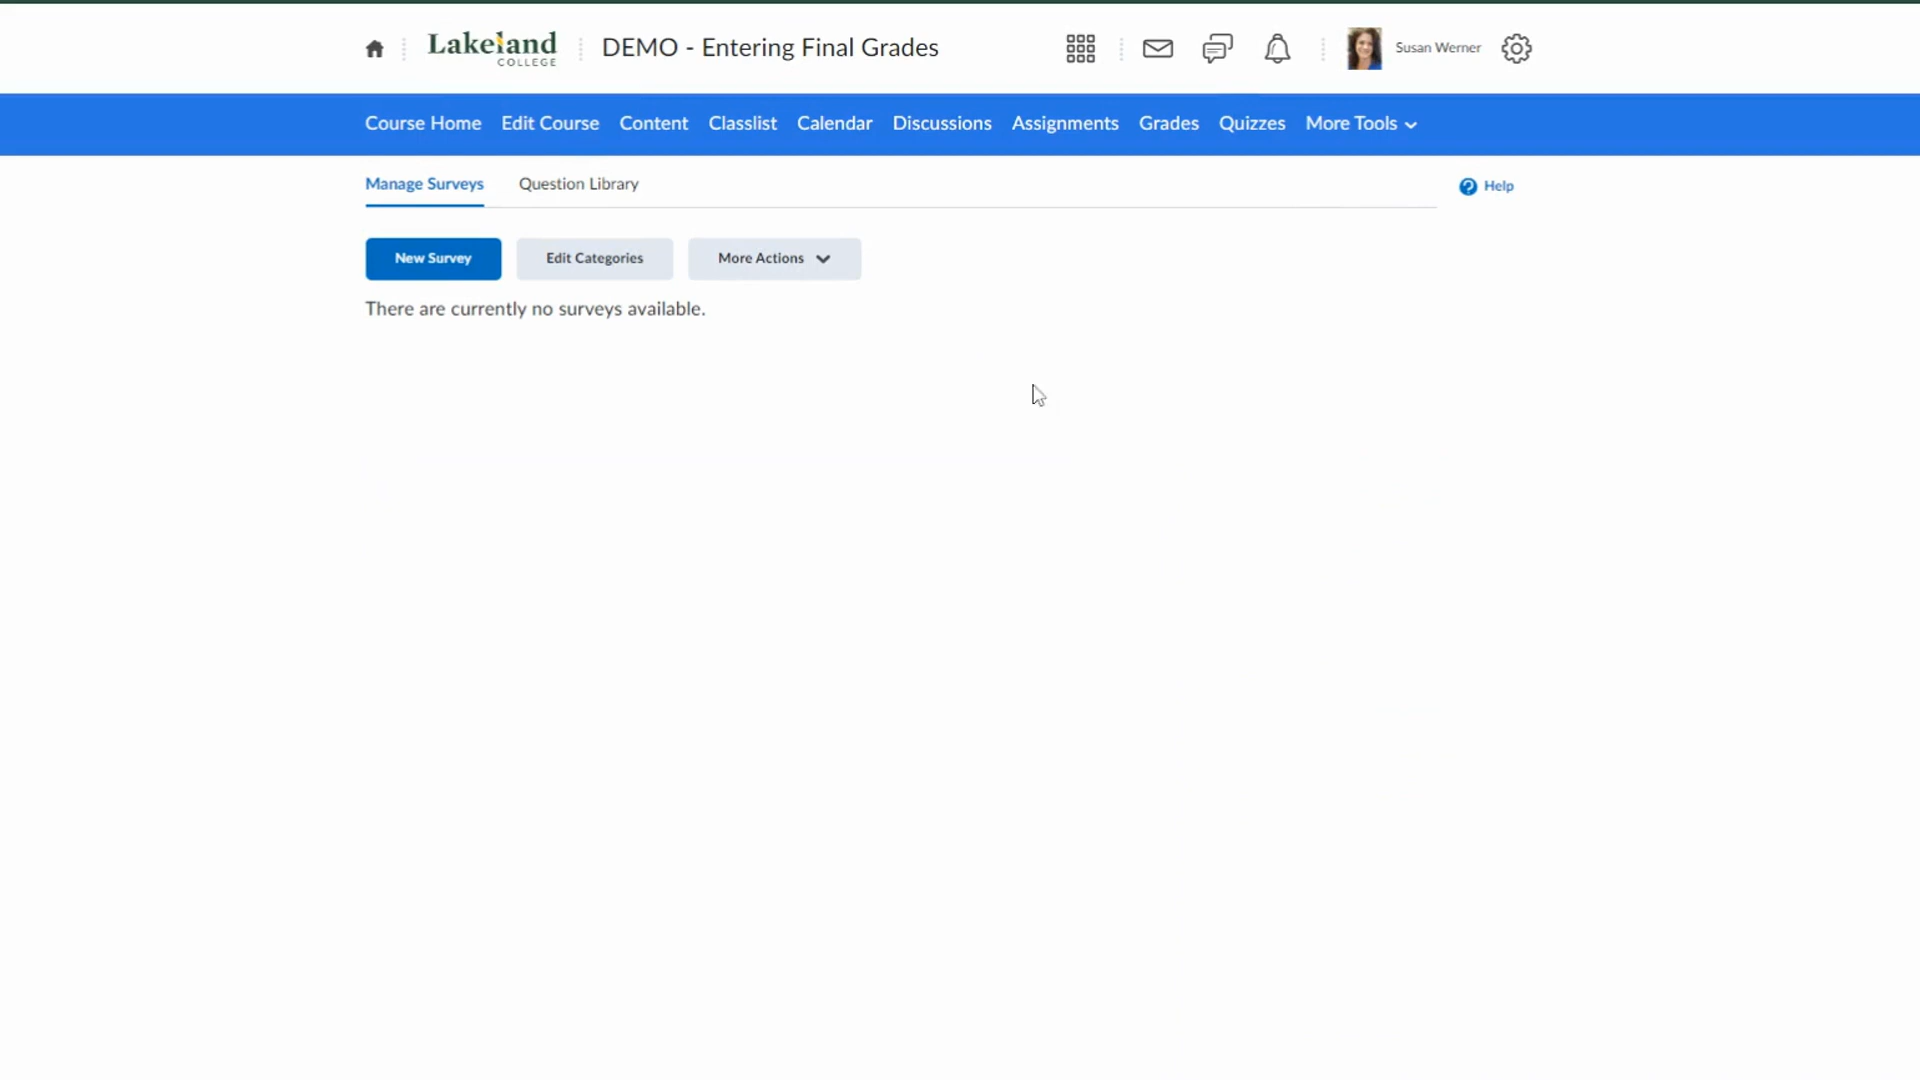 Lakeland
COLLEGE
DEMO - Entering Final Grades
Susan Werner
Course Home Edit Course Content Classlist Calendar Discussions Assignments Grades Quizzes More Tools
Manage Surveys Question Library
Help
New Survey Edit Categories More Actions
There are currently no surveys available.